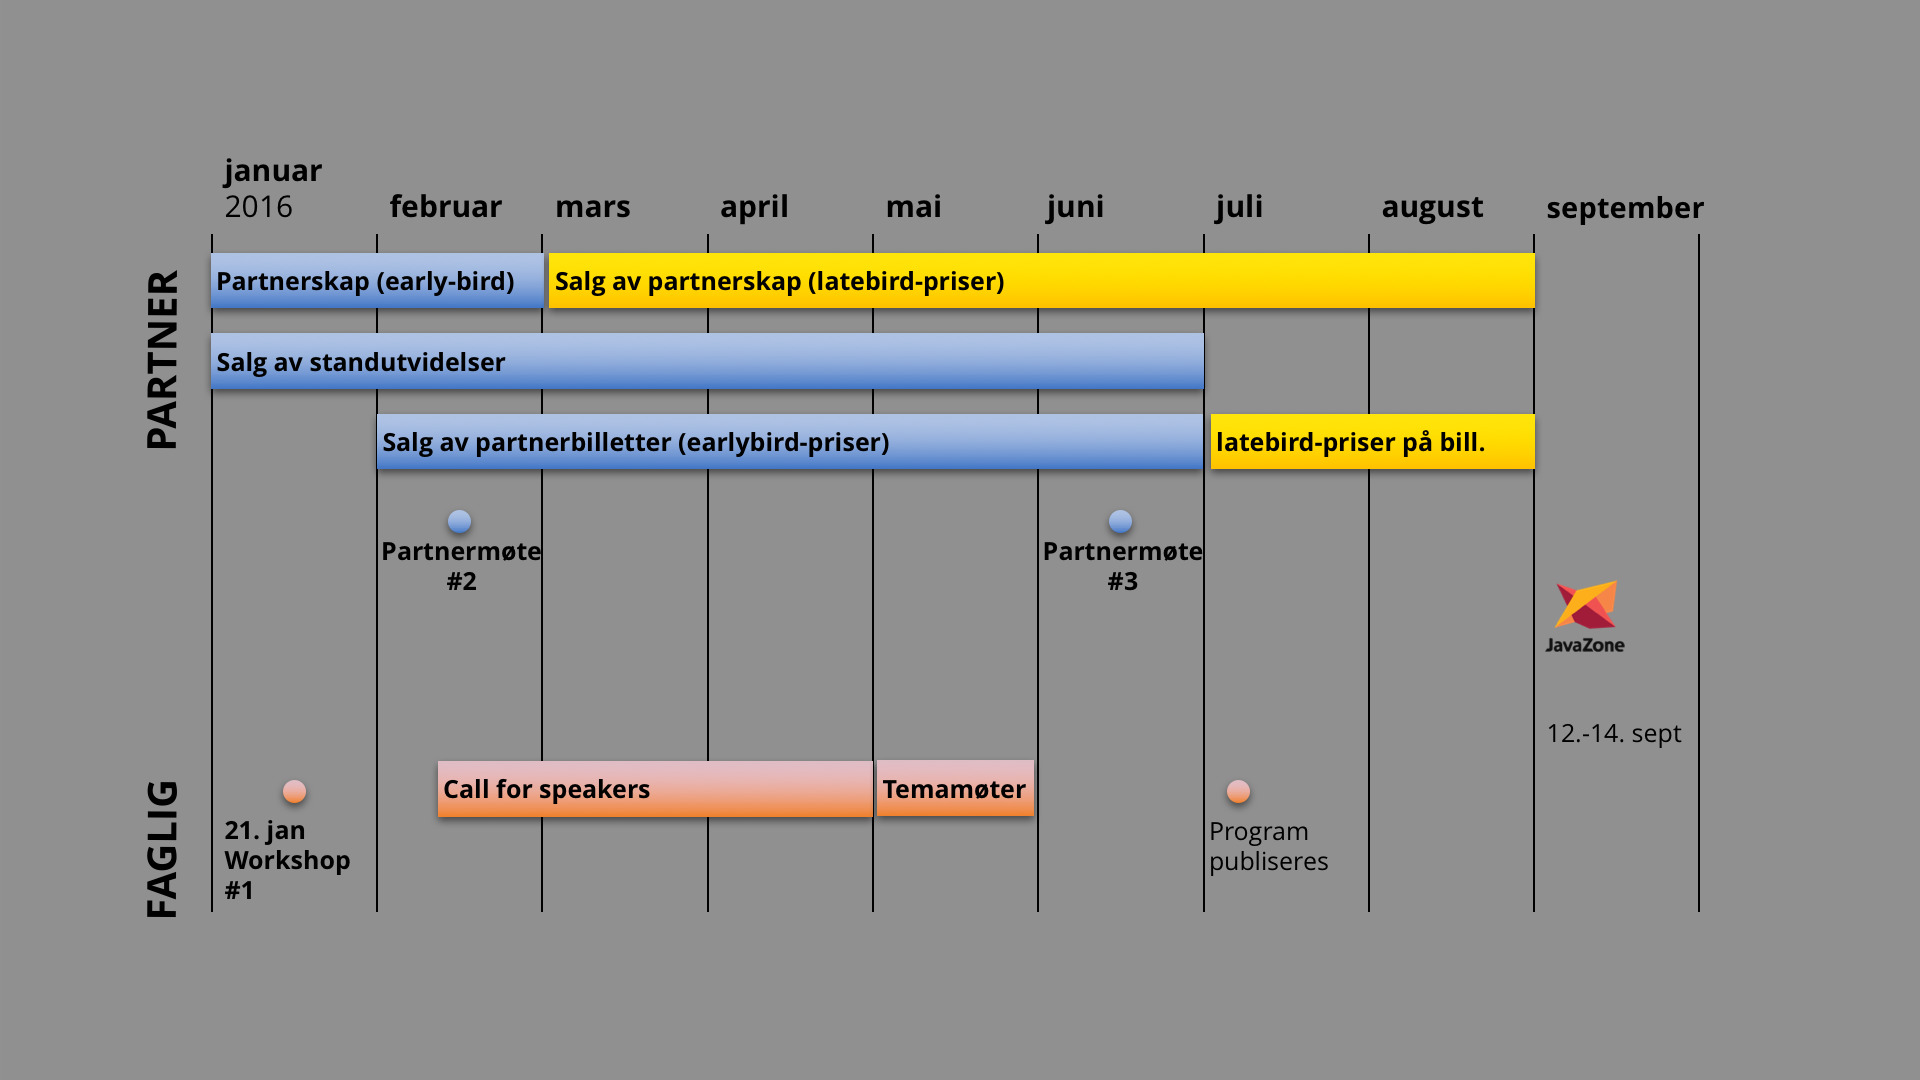 januar
2016
februar
mars
april
mai
juni
juli
august
september
PARTNER
Partnerskap (early-bird)
Salg av partnerskap (latebird-priser)
Salg av standutvidelser
Salg av partnerbilletter (earlybird-priser)
latebird-priser på bill.
Partnermøte
#2
Partnermøte
#3
JavaZone
12.-14. sept
FAGLIG
21. jan
Workshop
#1
Call for speakers
Temamøter
Program
publiseres